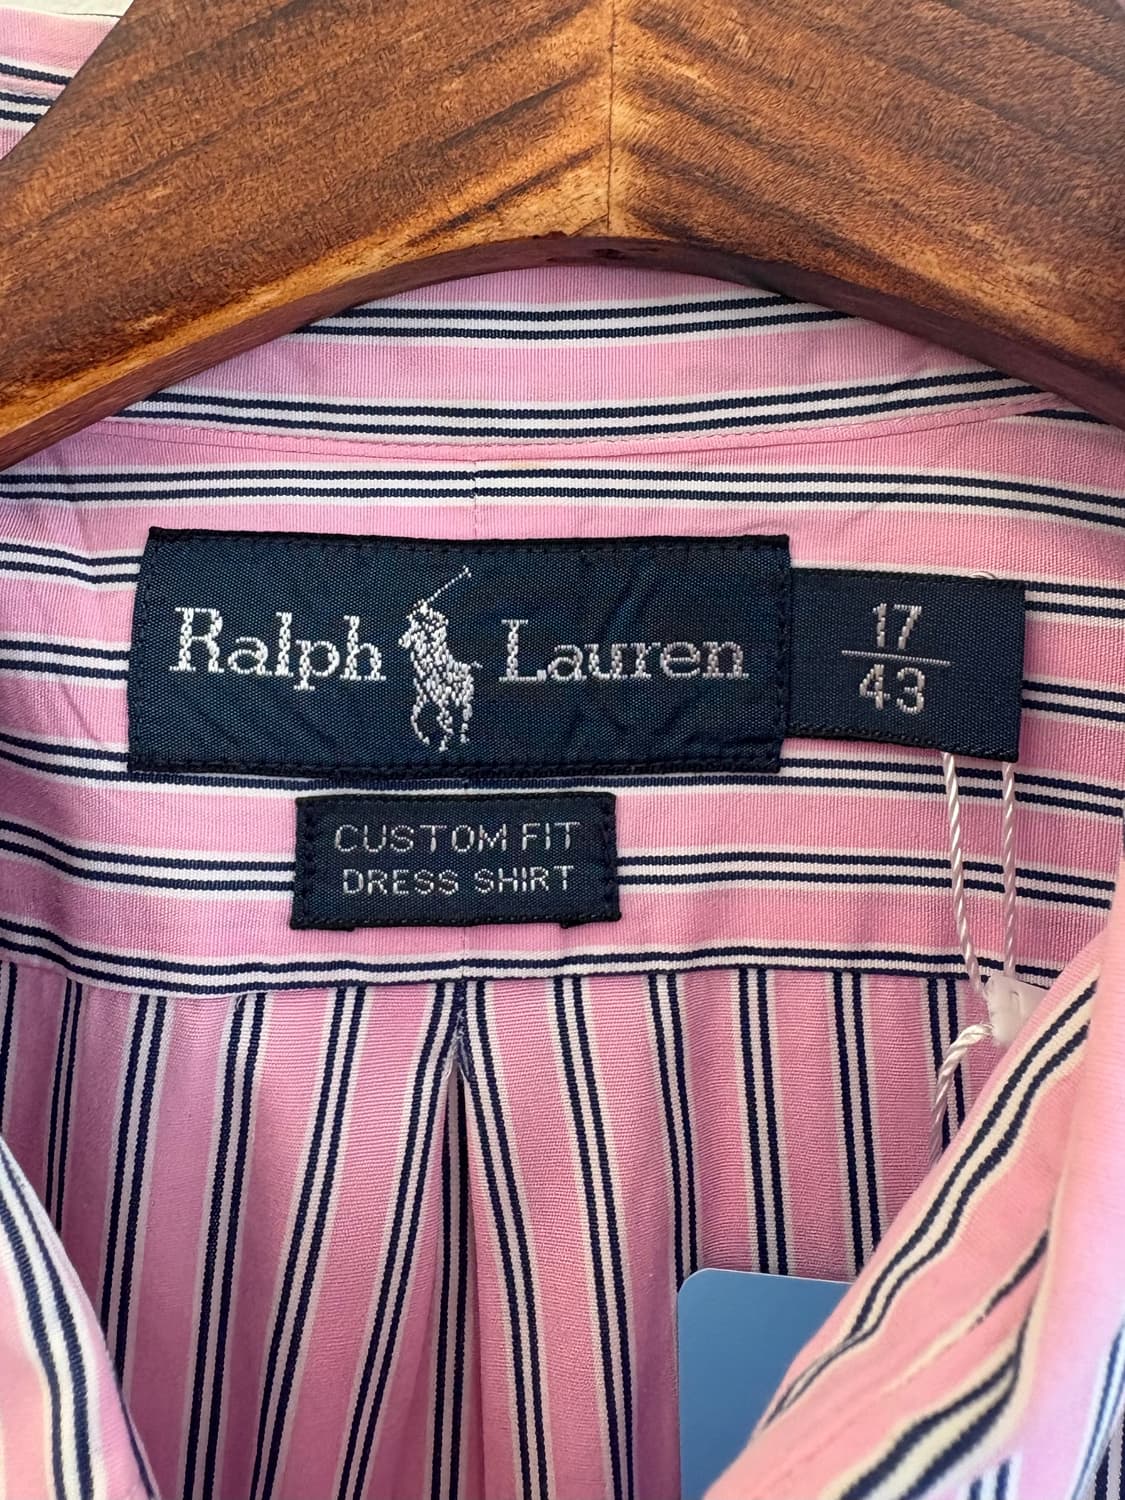 Ralph Lauren
17
43
CUSTOM FIT
DRESS SHIRT